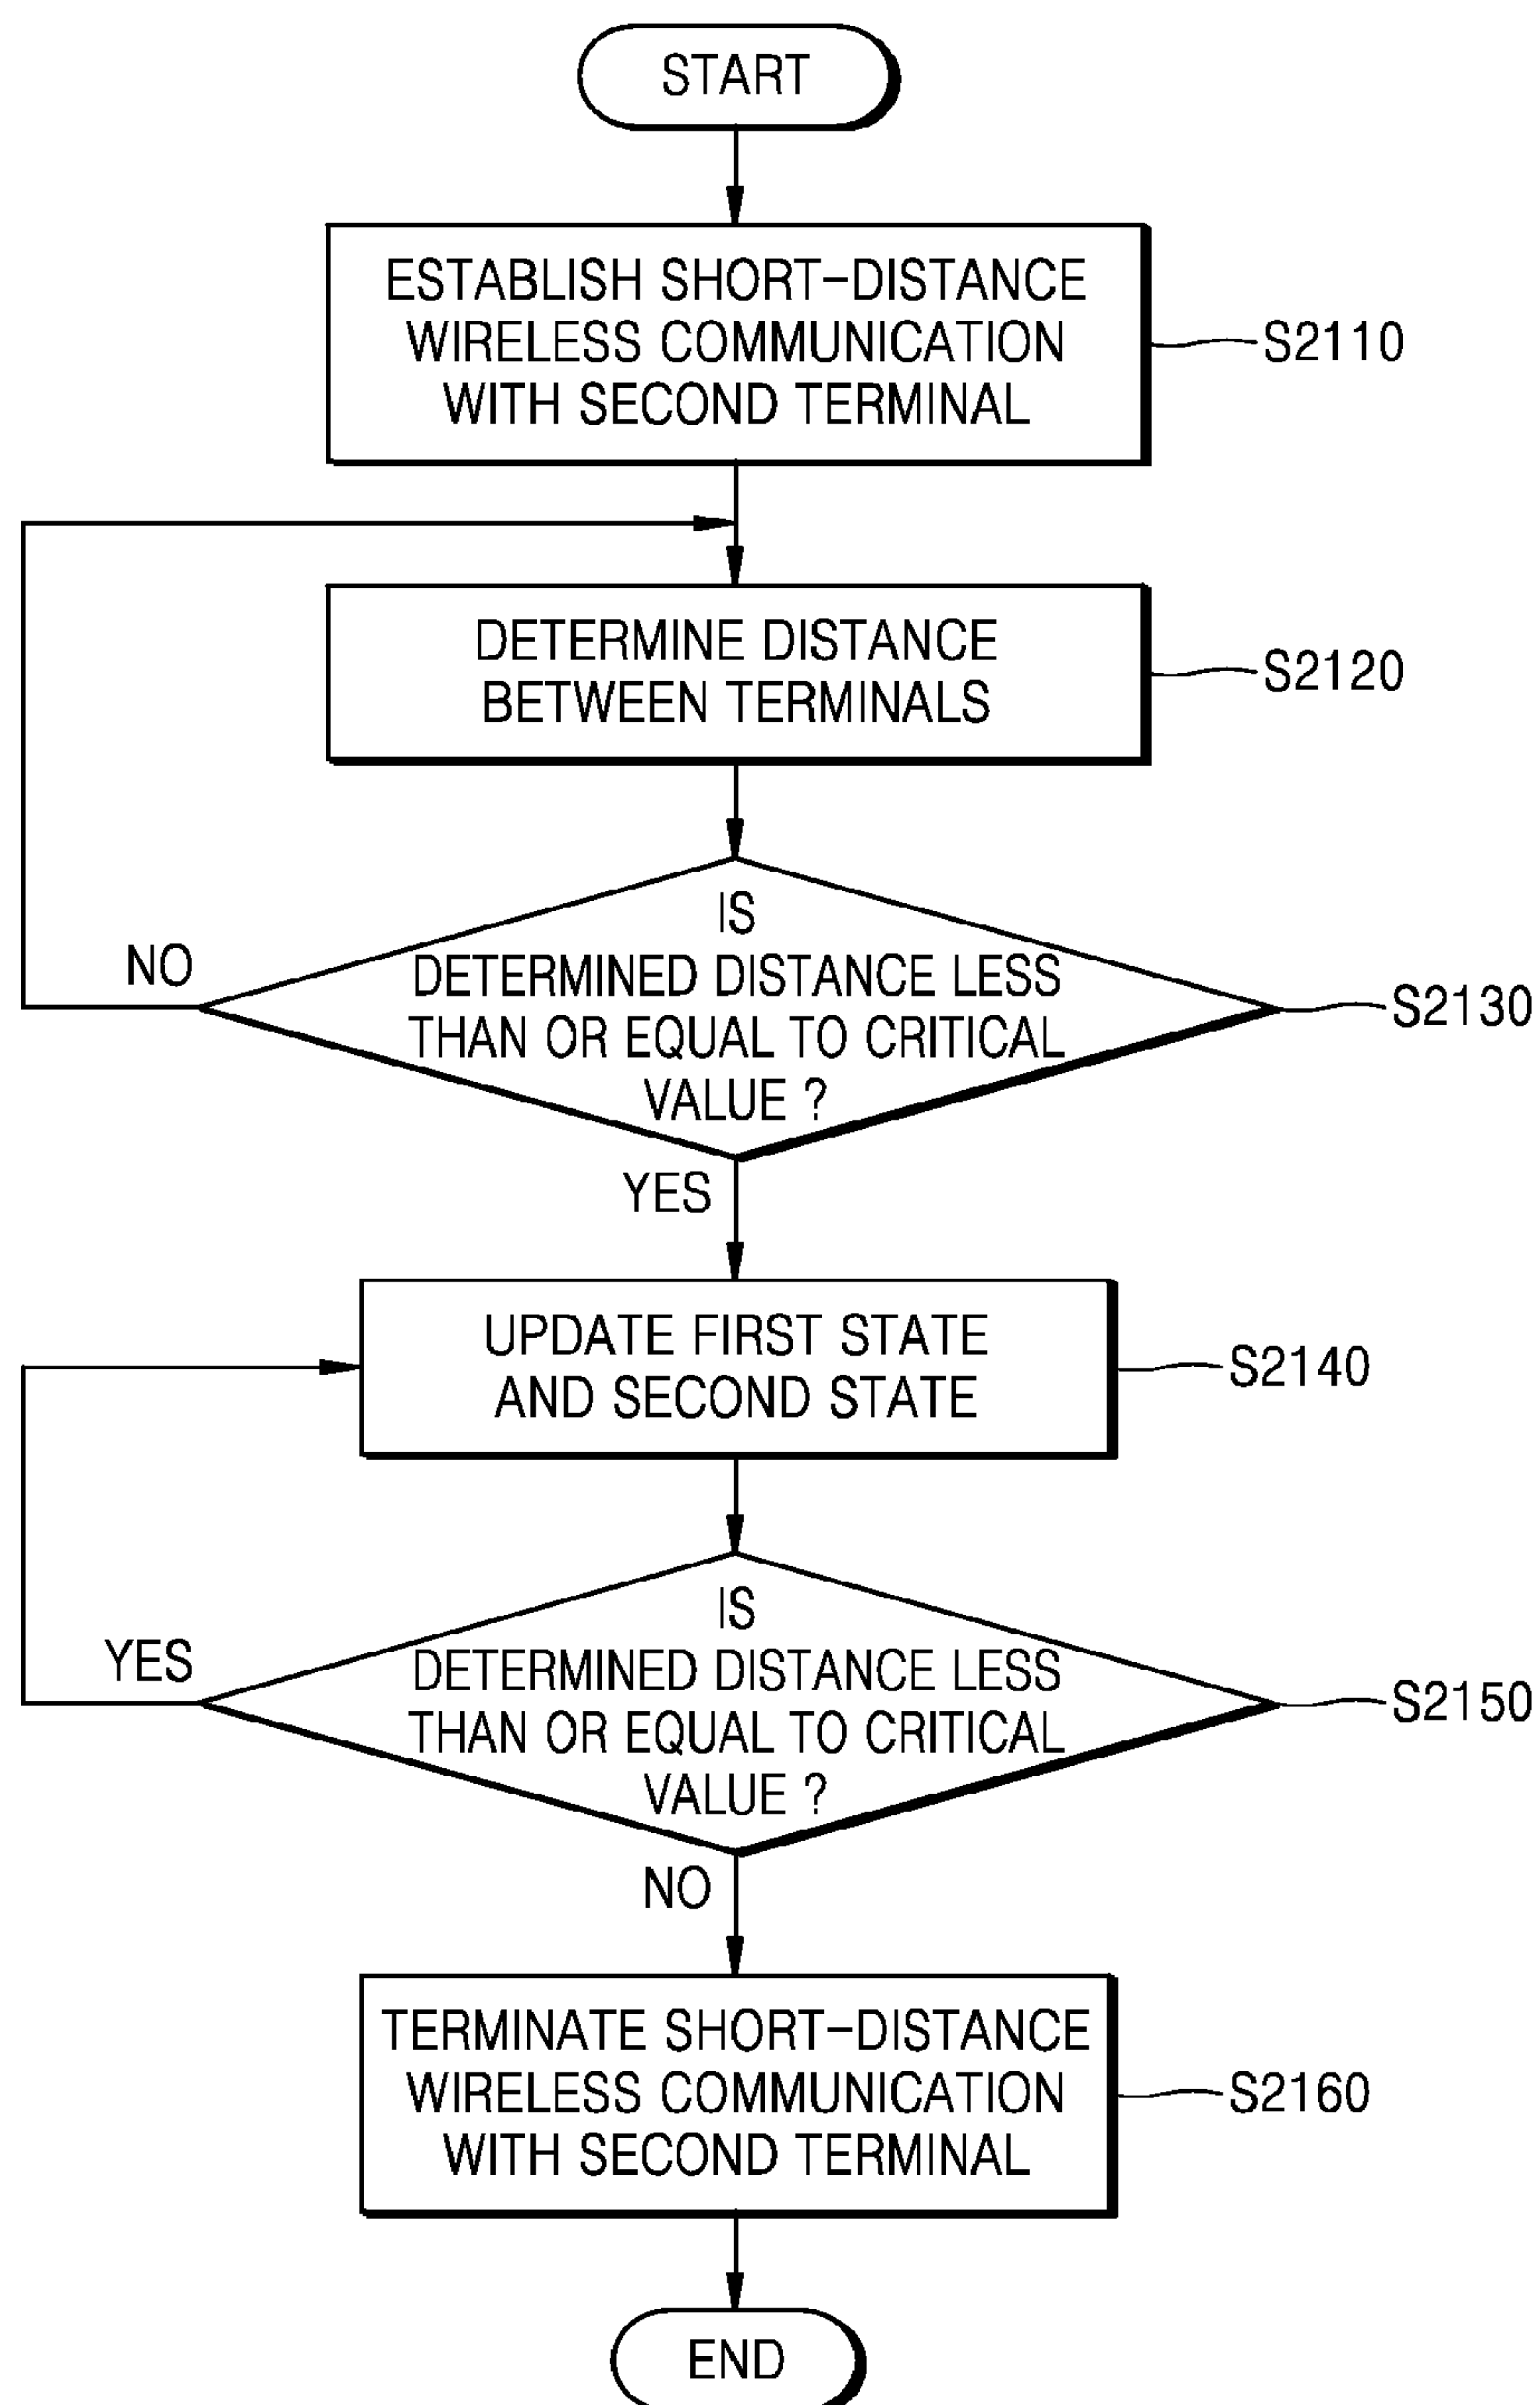 START
ESTABLISH SHORT-DISTANCE
WIRELESS COMMUNICATION
WITH SECOND TERMINAL
S2110
DETERMINE DISTANCE
BETWEEN TERMINALS
S2120
IS
DETERMINED DISTANCE LESS
THAN OR EQUAL TO CRITICAL
VALUE ?
NO
S2130
YES
UPDATE FIRST STATE
AND SECOND STATE
S2140
IS
DETERMINED DISTANCE LESS
THAN OR EQUAL TO CRITICAL
VALUE ?
YES
S2150
NO
TERMINATE SHORT-DISTANCE
WIRELESS COMMUNICATION
WITH SECOND TERMINAL
S2160
END